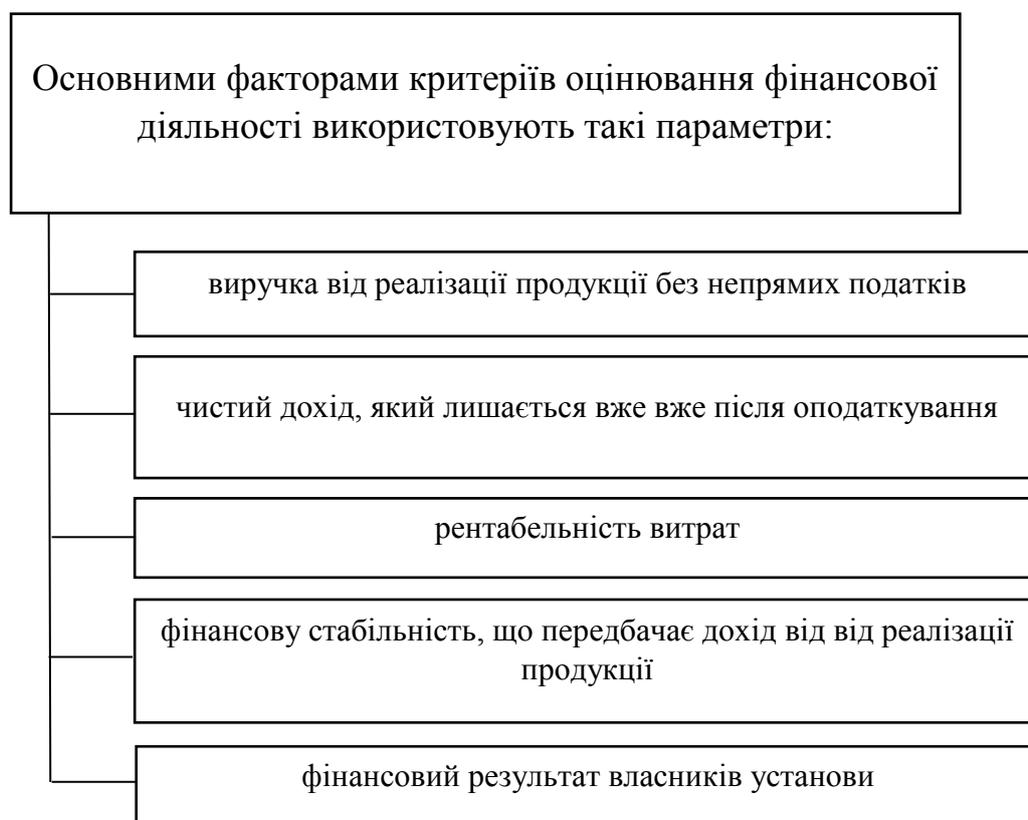 Основними факторами критеріїв оцінювання фінансової
діяльності використовують такі параметри:
виручка від реалізації продукції без непрямих податків
чистий дохід, який лишається вже вже після оподаткування
рентабельність витрат
фінансову стабільність, що передбачає дохід від від реалізації
продукції
фінансовий результат власників установи